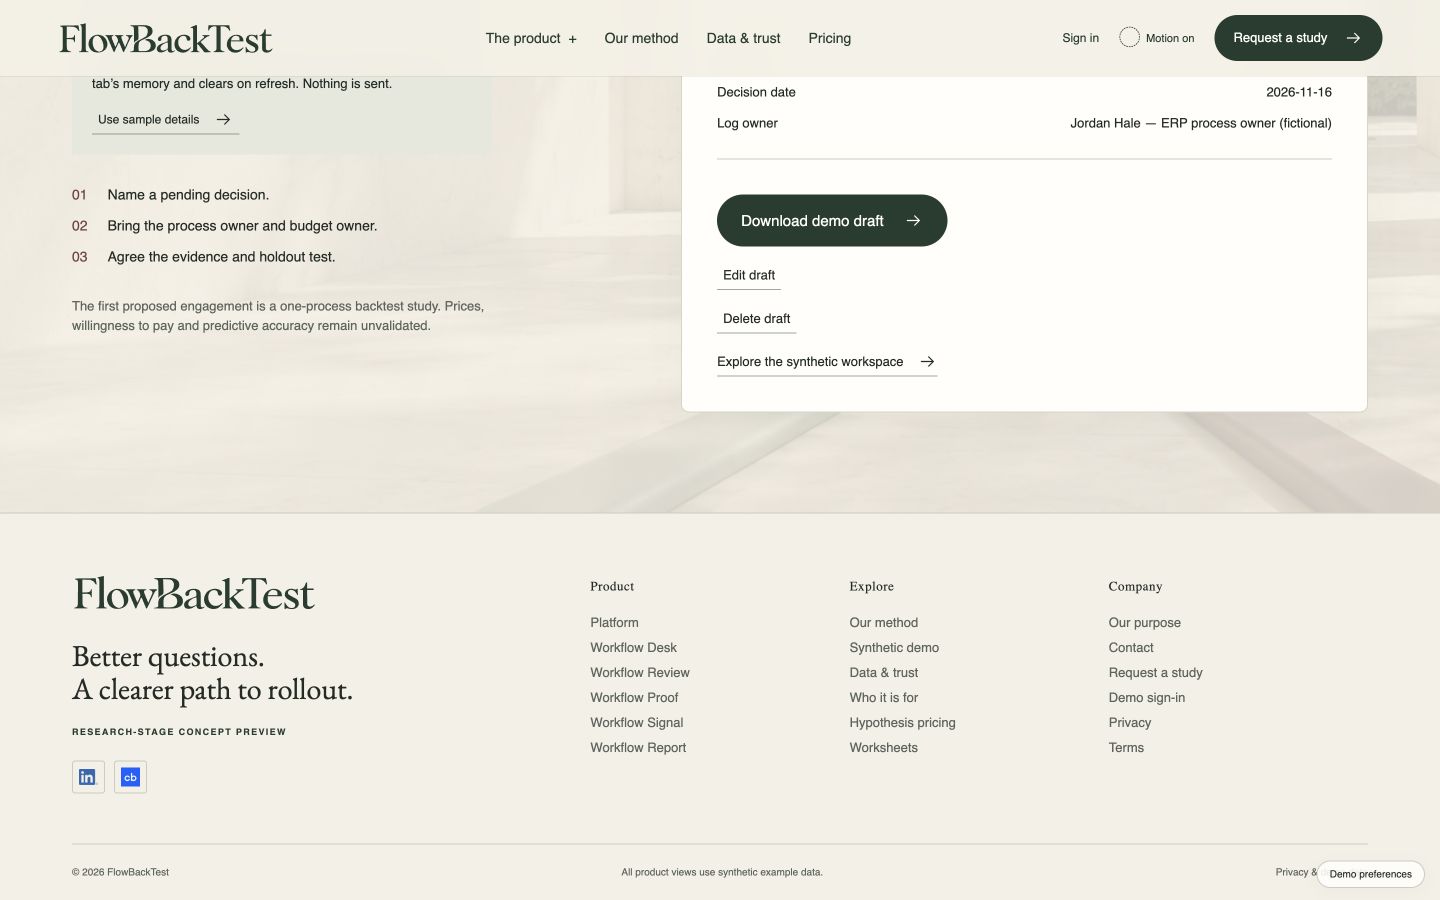 FlowBackTest
The product +
Our method
Data & trust
Pricing
Sign in
Motion on
Request a study
tab's memory and clears on refresh. Nothing is sent.
Use sample details
01 Name a pending decision.
02 Bring the process owner and budget owner.
03 Agree the evidence and holdout test.
The first proposed engagement is a one-process backtest study. Prices,
willingness to pay and predictive accuracy remain unvalidated.
Decision date 2026-11-16
Log owner Jordan Hale — ERP process owner (fictional)
Download demo draft
Edit draft
Delete draft
Explore the synthetic workspace
FlowBackTest
Better questions.
A clearer path to rollout.
RESEARCH-STAGE CONCEPT PREVIEW
in
cb
Product
Platform
Workflow Desk
Workflow Review
Workflow Proof
Workflow Signal
Workflow Report
Explore
Our method
Synthetic demo
Data & trust
Who it is for
Hypothesis pricing
Worksheets
Company
Our purpose
Contact
Request a study
Demo sign-in
Privacy
Terms
© 2026 FlowBackTest
All product views use synthetic example data.
Privacy &
Demo preferences